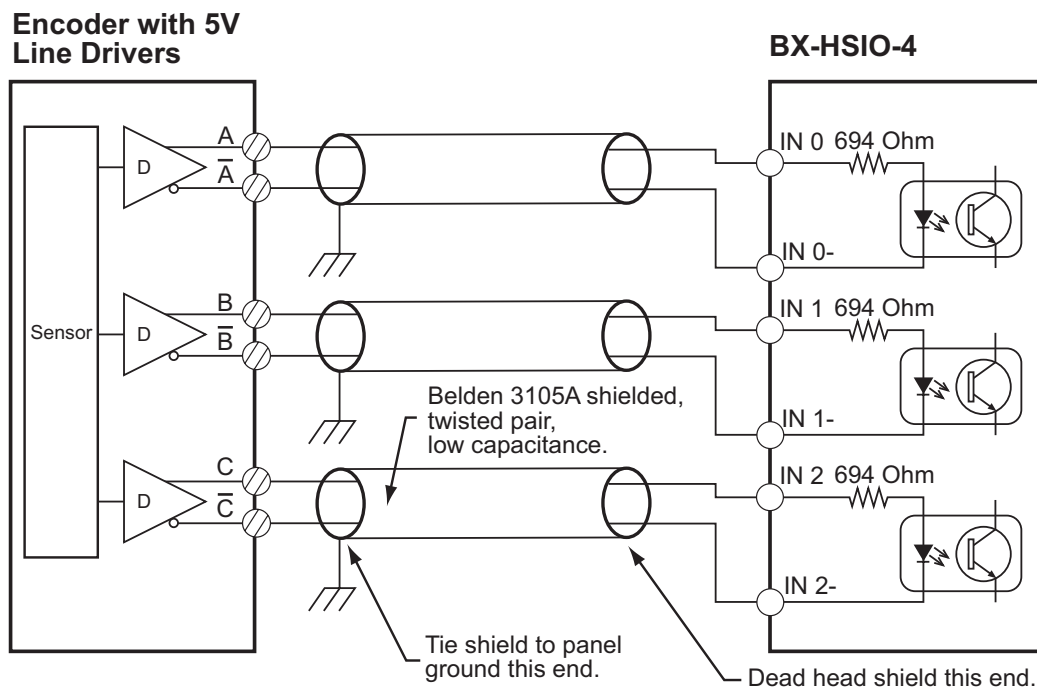 Encoder with 5V
Line Drivers
BX-HSIO-4
Sensor
D
A
A̅
IN 0 694 Ohm
IN 0-
D
B
B̅
IN 1 694 Ohm
IN 1-
Belden 3105A shielded,
twisted pair,
low capacitance.
D
C
C̅
IN 2 694 Ohm
IN 2-
Tie shield to panel
ground this end.
Dead head shield this end.